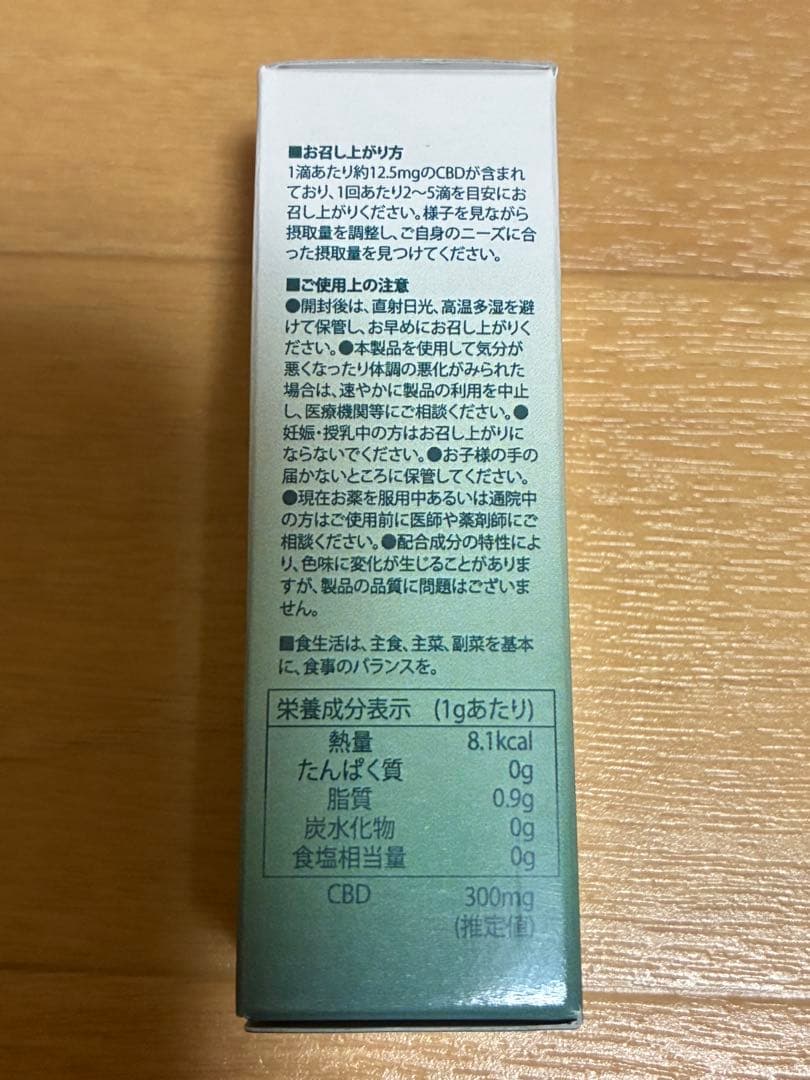 ■お召し上がり方
1滴あたり約12.5mgのCBDが含まれ
ており、1回あたり2～5滴を目安にお
召し上がりください。様子を見ながら
摂取量を調整し、ご自身のニーズに合
った摂取量を見つけてください。
■ご使用上の注意
●開封後は、直射日光、高温多湿を避
けて保管し、お早めにお召し上がりく
ださい。●本製品を使用して気分が
悪くなったり体調の悪化がみられた
場合は、速やかに製品の利用を中止
し、医療機関等にご相談ください。●
妊娠・授乳中の方はお召し上がりに
ならないでください。●お子様の手の
届かないところに保管してください。
●現在お薬を服用中あるいは通院中
の方はご使用前に医師や薬剤師にご
相談ください。●配合成分の特性によ
り、色味に変化が生じることがありま
すが、製品の品質に問題はございま
せん。
■食生活は、主食、主菜、副菜を基本
に、食事のバランスを。
栄養成分表示 (1gあたり)
熱量 8.1kcal
たんぱく質 0g
脂質 0.9g
炭水化物 0g
食塩相当量 0g
CBD 300mg
(推定値)